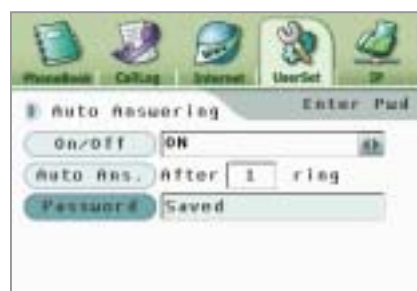 PhoneBook CallLog Internet UserSet IP
Auto Answering Enter Pwd
On/Off ON
Auto Ans. After 1 ring
Password Saved